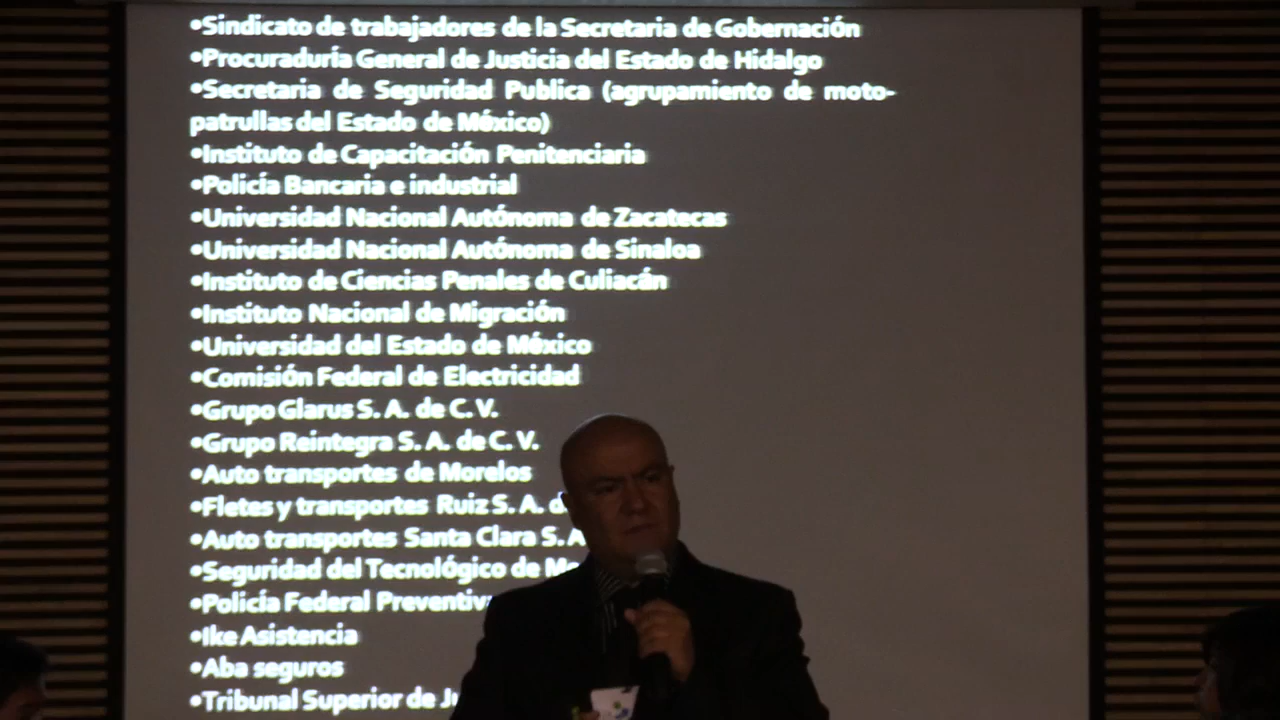 •Sindicato de trabajadores de la Secretaria de Gobernación
•Procuraduría General de Justicia del Estado de Hidalgo
•Secretaria de Seguridad Publica (agrupamiento de moto-
patrullas del Estado de México)
•Instituto de Capacitación Penitenciaria
•Policía Bancaria e industrial
•Universidad Nacional Autónoma de Zacatecas
•Universidad Nacional Autónoma de Sinaloa
•Instituto de Ciencias Penales de Culiacán
•Instituto Nacional de Migración
•Universidad del Estado de México
•Comisión Federal de Electricidad
•Grupo Glarus S. A. de C. V.
•Grupo Reintegra S. A. de C. V.
•Auto transportes de Morelos
•Fletes y transportes Ruiz S. A.
•Auto transportes Santa Clara S. A
•Seguridad del Tecnológico de
•Policía Federal Preventiv
•Ike Asistencia
•Aba seguros
•Tribunal Superior de